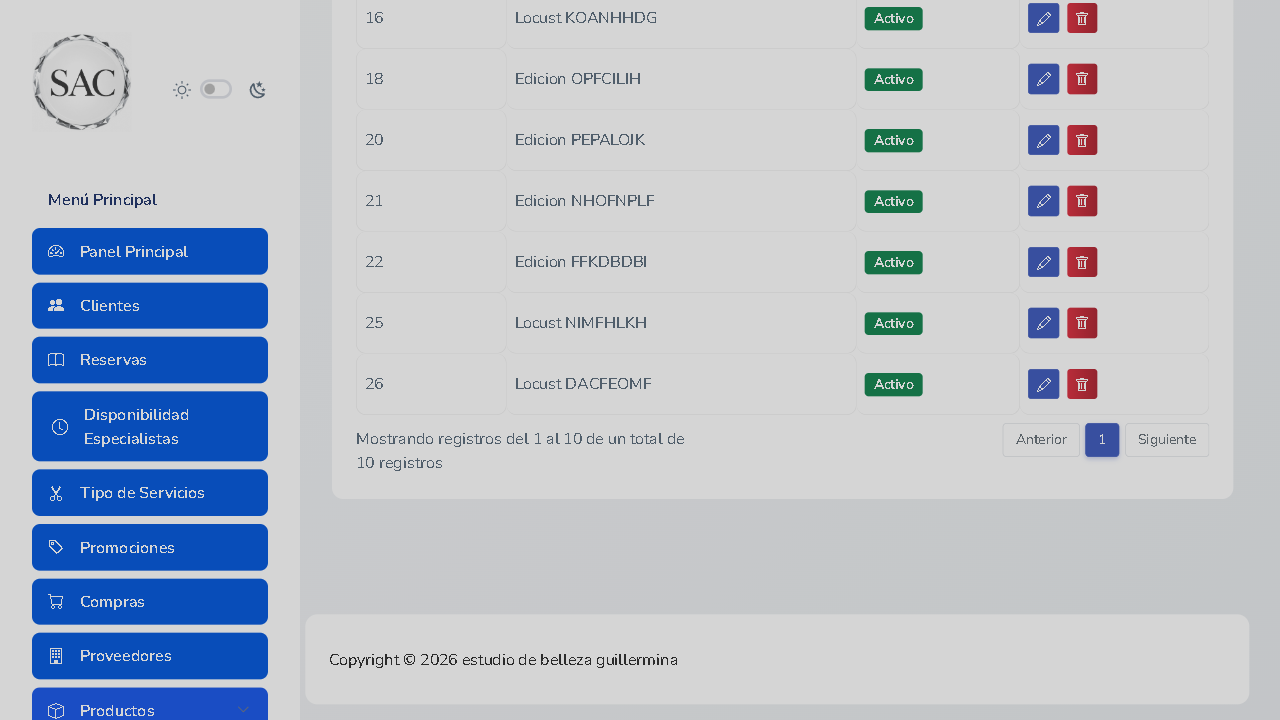 SAC
Menú Principal
Panel Principal
Clientes
Reservas
Disponibilidad
Especialistas
Tipo de Servicios
Promociones
Compras
Proveedores
Productos
16 Locust KOANHHDG Activo
18 Edicion OPFCILIH Activo
20 Edicion PEPALOJK Activo
21 Edicion NHOFNPLF Activo
22 Edicion FFKDBDBI Activo
25 Locust NIMFHLKH Activo
26 Locust DACFEOMF Activo
Mostrando registros del 1 al 10 de un total de
10 registros
Anterior 1 Siguiente
Copyright © 2026 estudio de belleza guillermina